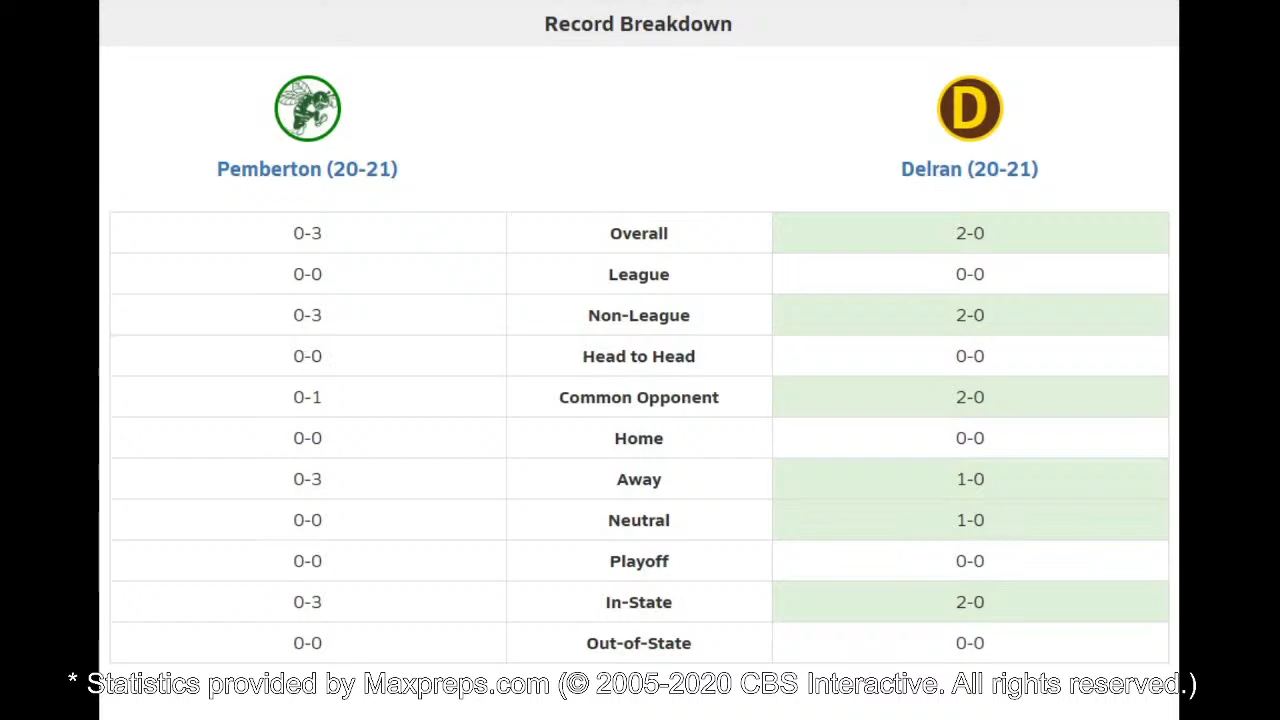 Record Breakdown
D
Pemberton (20-21) Delran (20-21)
0-3 Overall 2-0
0-0 League 0-0
0-3 Non-League 2-0
0-0 Head to Head 0-0
0-1 Common Opponent 2-0
0-0 Home 0-0
0-3 Away 1-0
0-0 Neutral 1-0
0-0 Playoff 0-0
0-3 In-State 2-0
0-0 Out-of-State 0-0
* Statistics provided by Maxpreps.com (© 2005-2020 CBS Interactive. All rights reserved.)